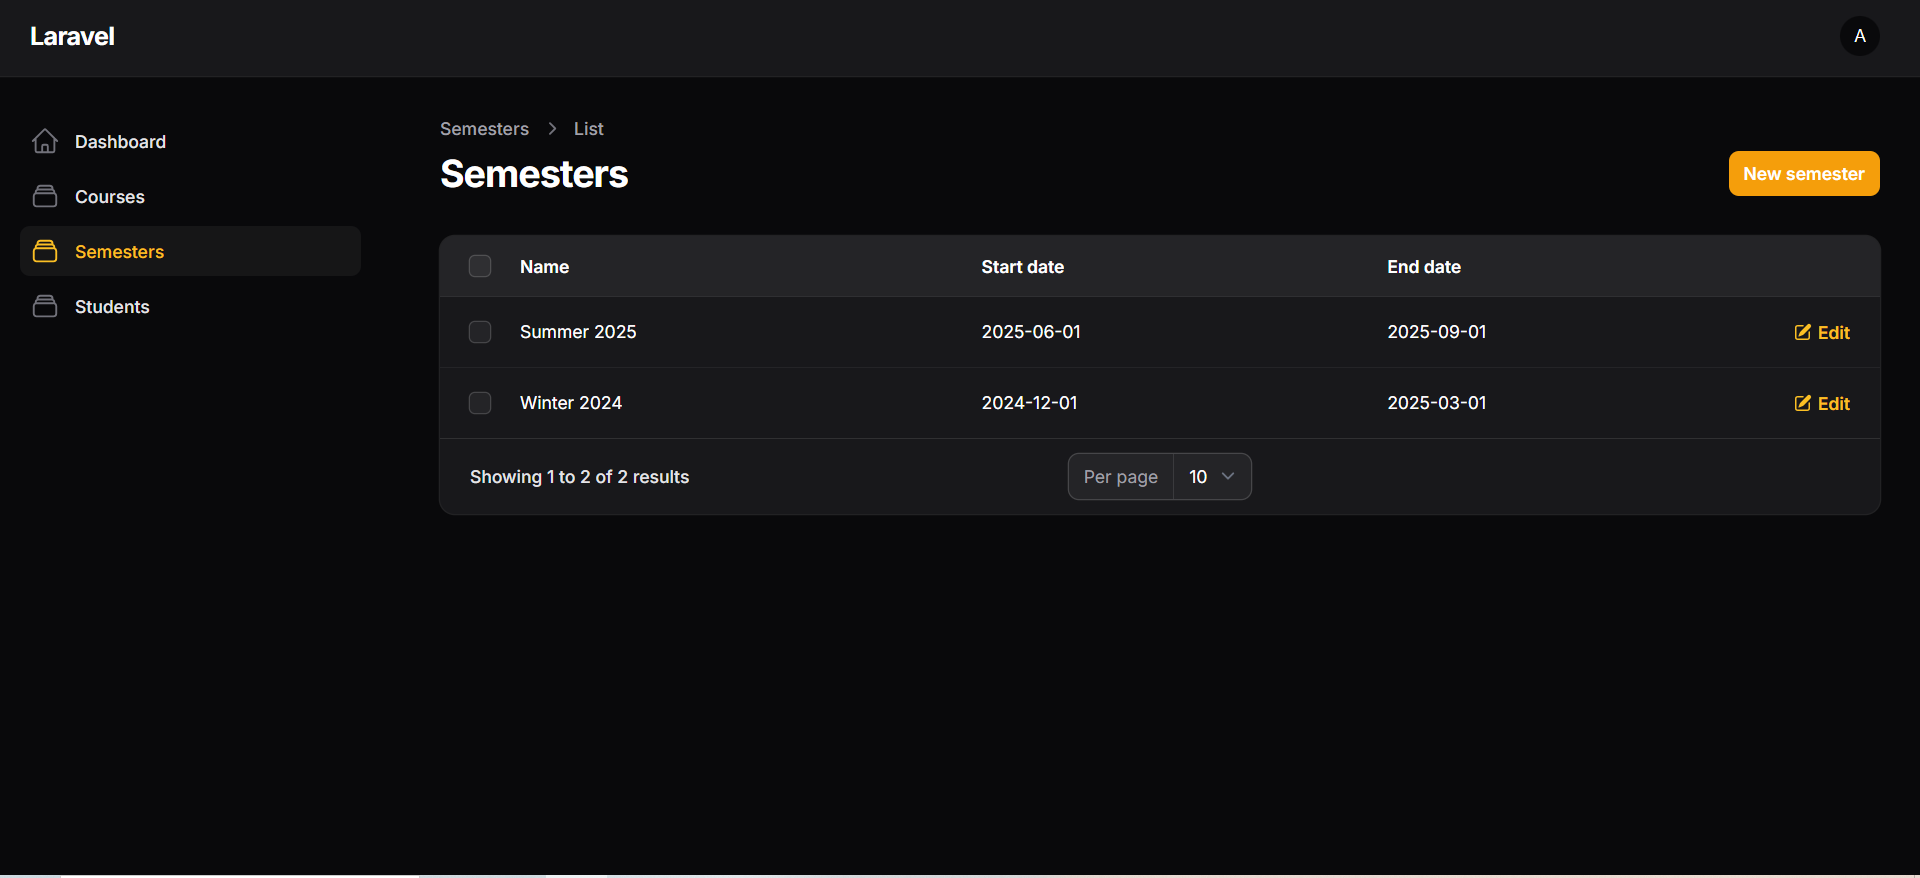 Laravel
A
Dashboard
Courses
Semesters
Students
Semesters > List
Semesters
New semester
Name Start date End date
Summer 2025 2025-06-01 2025-09-01 Edit
Winter 2024 2024-12-01 2025-03-01 Edit
Showing 1 to 2 of 2 results Per page 10